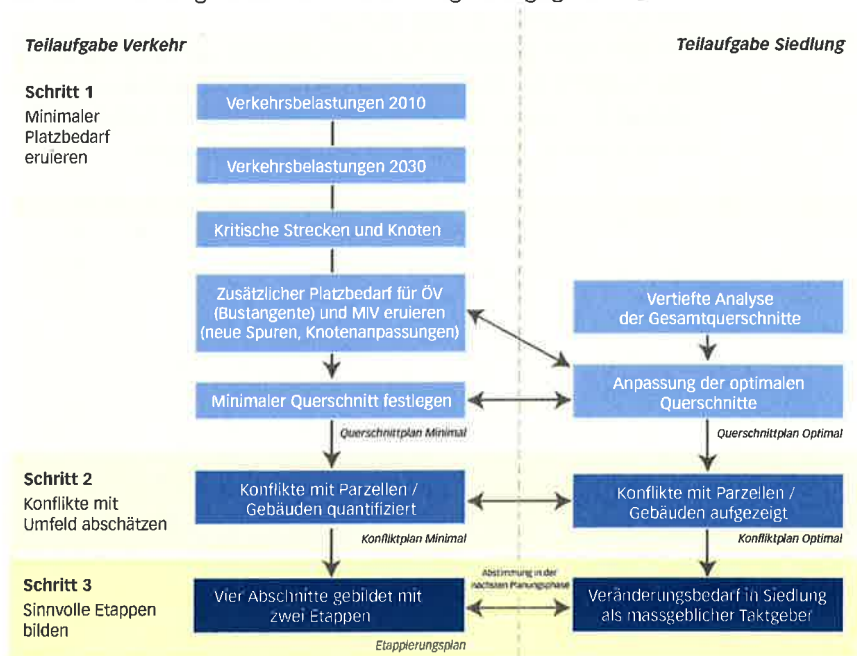 Teilaufgabe Verkehr
Teilaufgabe Siedlung
Schritt 1
Minimaler
Platzbedarf
eruieren
Verkehrsbelastungen 2010
Verkehrsbelastungen 2030
Kritische Strecken und Knoten
Zusätzlicher Platzbedarf für ÖV
(Bustangente) und MIV eruieren
(neue Spuren, Knotenanpassungen)
Vertiefte Analyse
der Gesamtquerschnitte
Minimaler Querschnitt festlegen
Anpassung der optimalen
Querschnitte
Querschnittplan Minimal
Querschnittplan Optimal
Schritt 2
Konflikte mit
Umfeld abschätzen
Konflikte mit Parzellen /
Gebäuden quantifiziert
Konflikte mit Parzellen /
Gebäuden aufgezeigt
Konfliktplan Minimal
Konfliktplan Optimal
Schritt 3
Sinnvolle Etappen
bilden
Vier Abschnitte gebildet mit
zwei Etappen
Abstimmung in der
nächsten Planungsphase
Veränderungsbedarf in Siedlung
als massgeblicher Taktgeber
Etappierungsplan